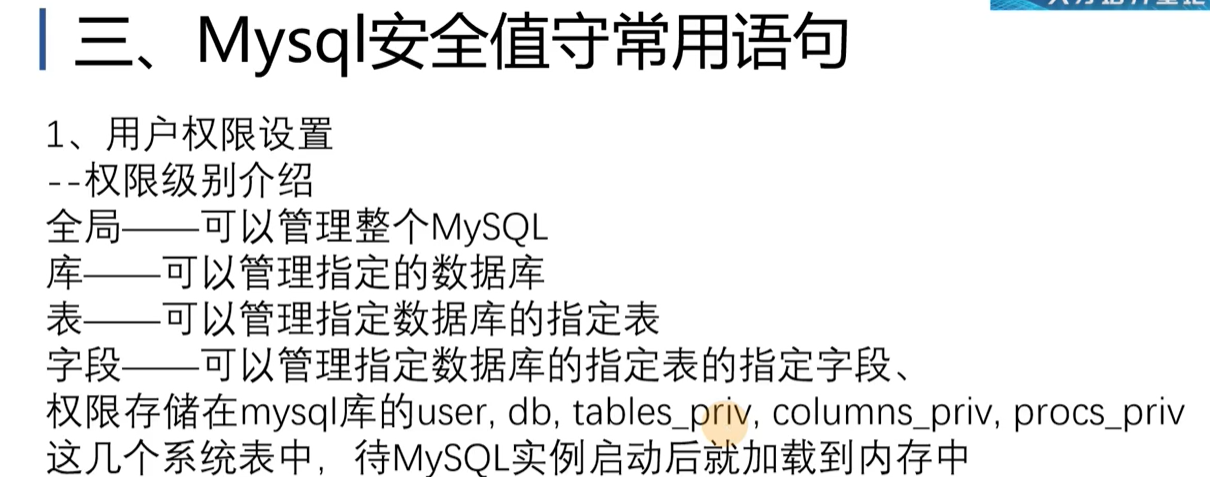 三、Mysql安全值守常用语句
1、用户权限设置
--权限级别介绍
全局——可以管理整个MySQL
库——可以管理指定的数据库
表——可以管理指定数据库的指定表
字段——可以管理指定数据库的指定表的指定字段、
权限存储在mysql库的user, db, tables_priv, columns_priv, procs_priv
这几个系统表中，待MySQL实例启动后就加载到内存中